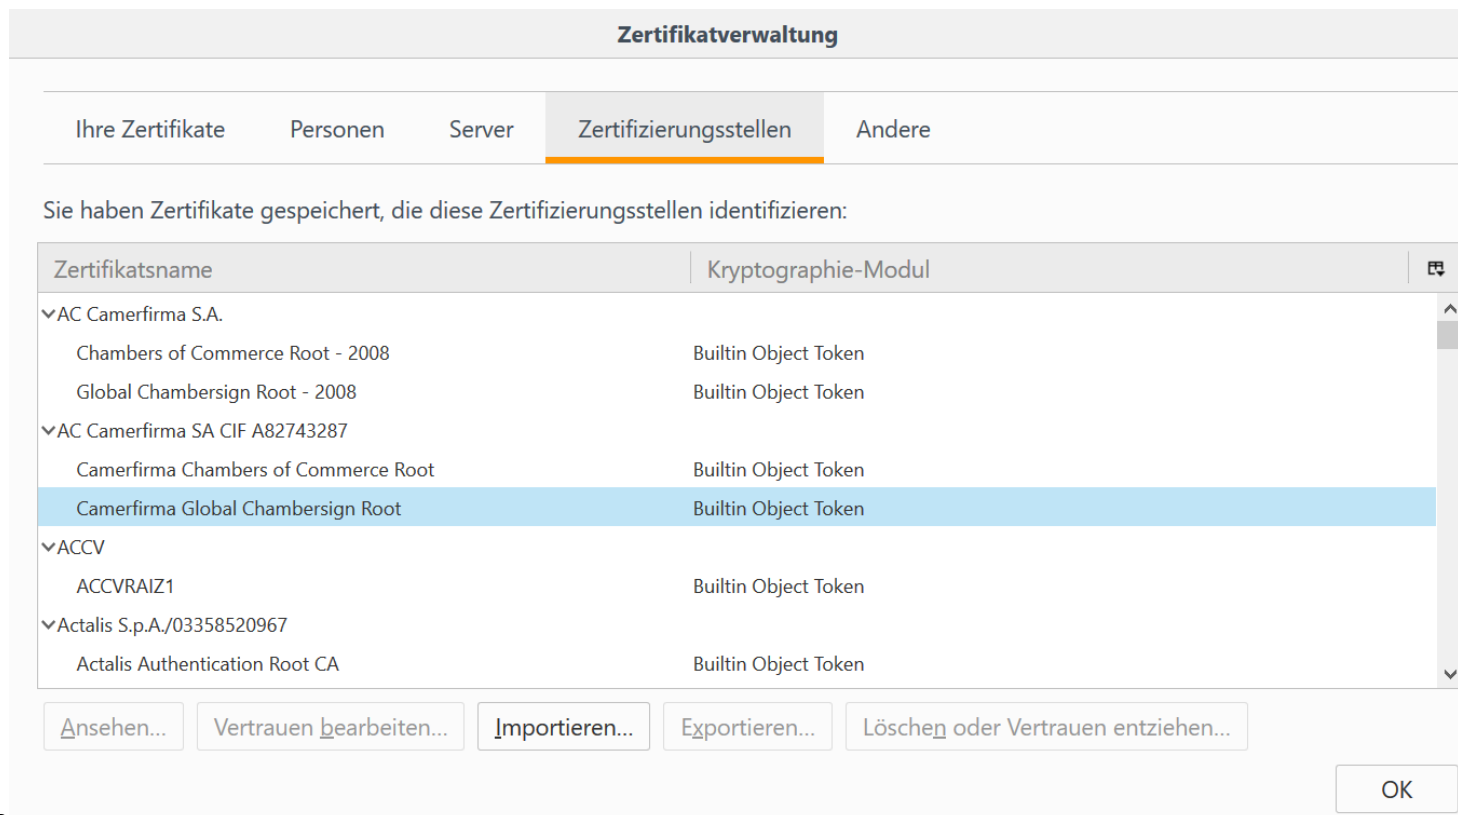 Zertifikatverwaltung
Ihre Zertifikate Personen Server Zertifizierungsstellen Andere
Sie haben Zertifikate gespeichert, die diese Zertifizierungsstellen identifizieren:
Zertifikatsname Kryptographie-Modul
AC Camerfirma S.A.
Chambers of Commerce Root - 2008 Builtin Object Token
Global Chambersign Root - 2008 Builtin Object Token
AC Camerfirma SA CIF A82743287
Camerfirma Chambers of Commerce Root Builtin Object Token
Camerfirma Global Chambersign Root Builtin Object Token
ACCV
ACCVRAIZ1 Builtin Object Token
Actalis S.p.A./03358520967
Actalis Authentication Root CA Builtin Object Token
Ansehen... Vertrauen bearbeiten... Importieren... Exportieren... Löschen oder Vertrauen entziehen...
OK